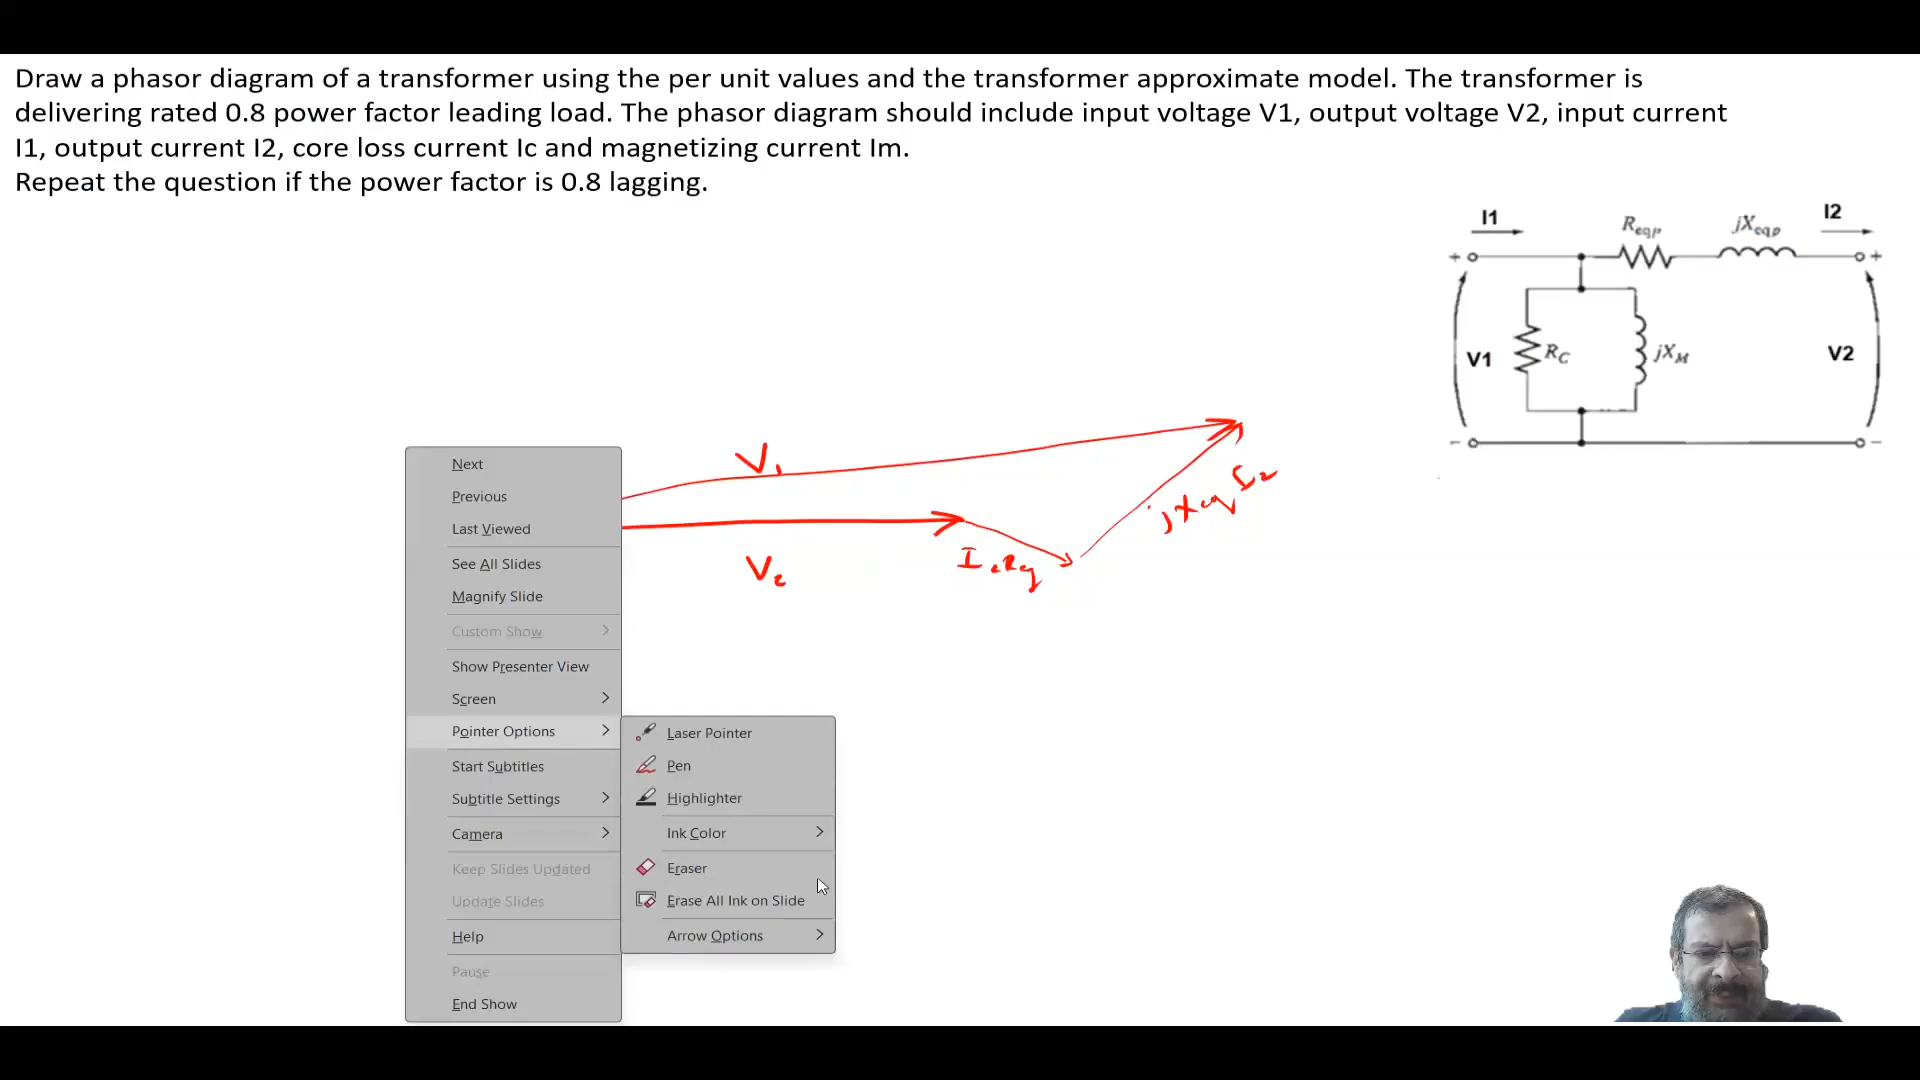 Draw a phasor diagram of a transformer using the per unit values and the transformer approximate model. The transformer is
delivering rated 0.8 power factor leading load. The phasor diagram should include input voltage V1, output voltage V2, input current
I1, output current I2, core loss current Ic and magnetizing current Im.
Repeat the question if the power factor is 0.8 lagging.
I1
Reqp
jXeqp
I2
+
+
V1
RC
jXM
V2
-
-
V1
jXeq I2
V2
I2Req
Next
Previous
Last Viewed
See All Slides
Magnify Slide
Custom Show
Show Presenter View
Screen
Pointer Options
Start Subtitles
Subtitle Settings
Camera
Keep Slides Updated
Update Slides
Help
Pause
End Show
Laser Pointer
Pen
Highlighter
Ink Color
Eraser
Erase All Ink on Slide
Arrow Options